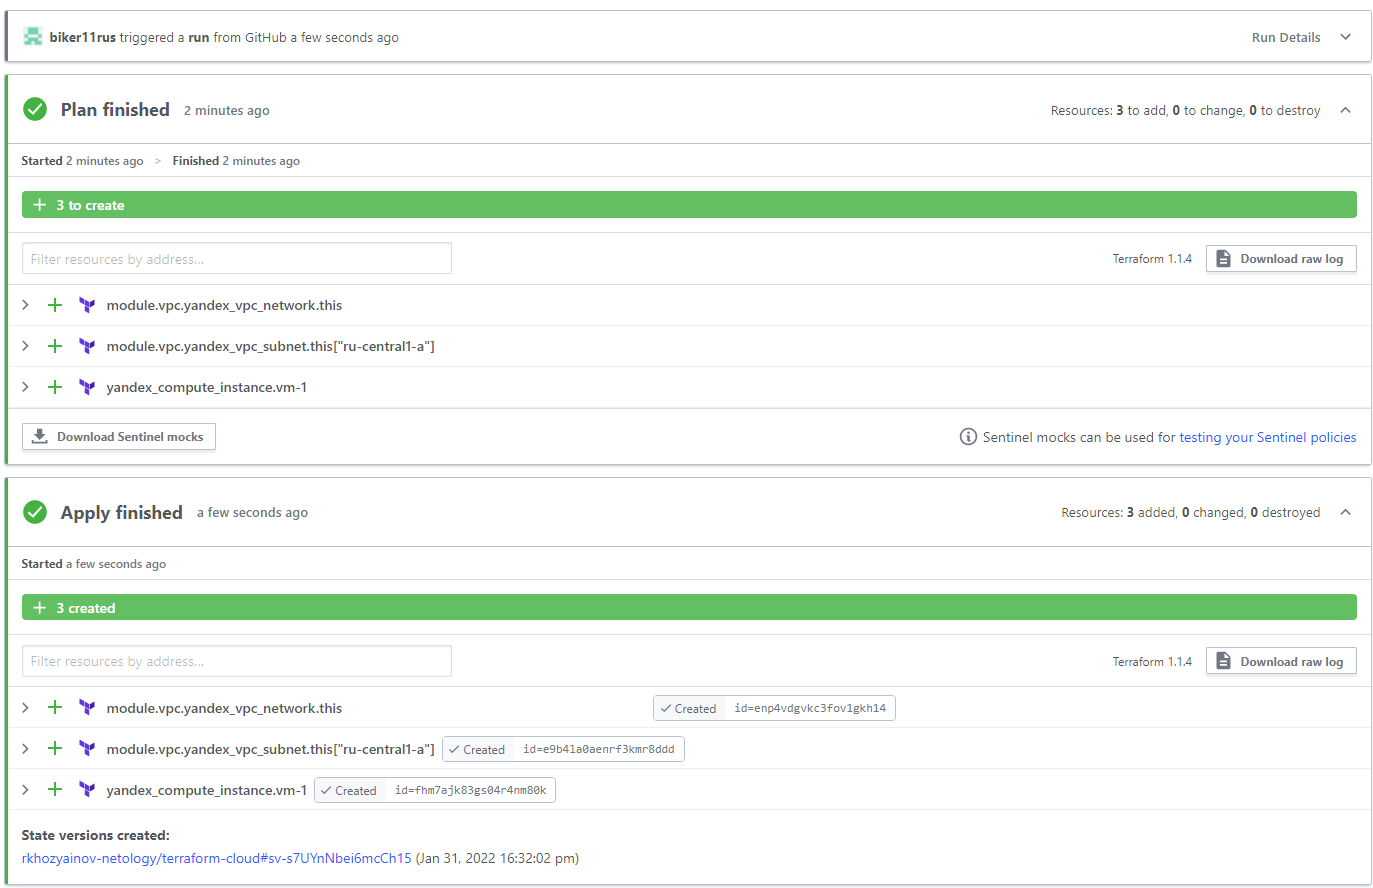 biker11rus triggered a run from GitHub a few seconds ago Run Details
Plan finished 2 minutes ago Resources: 3 to add, 0 to change, 0 to destroy
Started 2 minutes ago > Finished 2 minutes ago
3 to create
Filter resources by address... Terraform 1.1.4 Download raw log
module.vpc.yandex_vpc_network.this
module.vpc.yandex_vpc_subnet.this["ru-central1-a"]
yandex_compute_instance.vm-1
Download Sentinel mocks Sentinel mocks can be used for testing your Sentinel policies
Apply finished a few seconds ago Resources: 3 added, 0 changed, 0 destroyed
Started a few seconds ago
3 created
Filter resources by address... Terraform 1.1.4 Download raw log
module.vpc.yandex_vpc_network.this Created id=enp4vdgvkc3fov1gkh14
module.vpc.yandex_vpc_subnet.this["ru-central1-a"] Created id=e9b4la0aenrf3kmr8ddd
yandex_compute_instance.vm-1 Created id=fhm7ajk83gs04r4nm80k
State versions created:
rkhozyainov-netology/terraform-cloud#sv-s7UYnNbei6mcCh15 (Jan 31, 2022 16:32:02 pm)